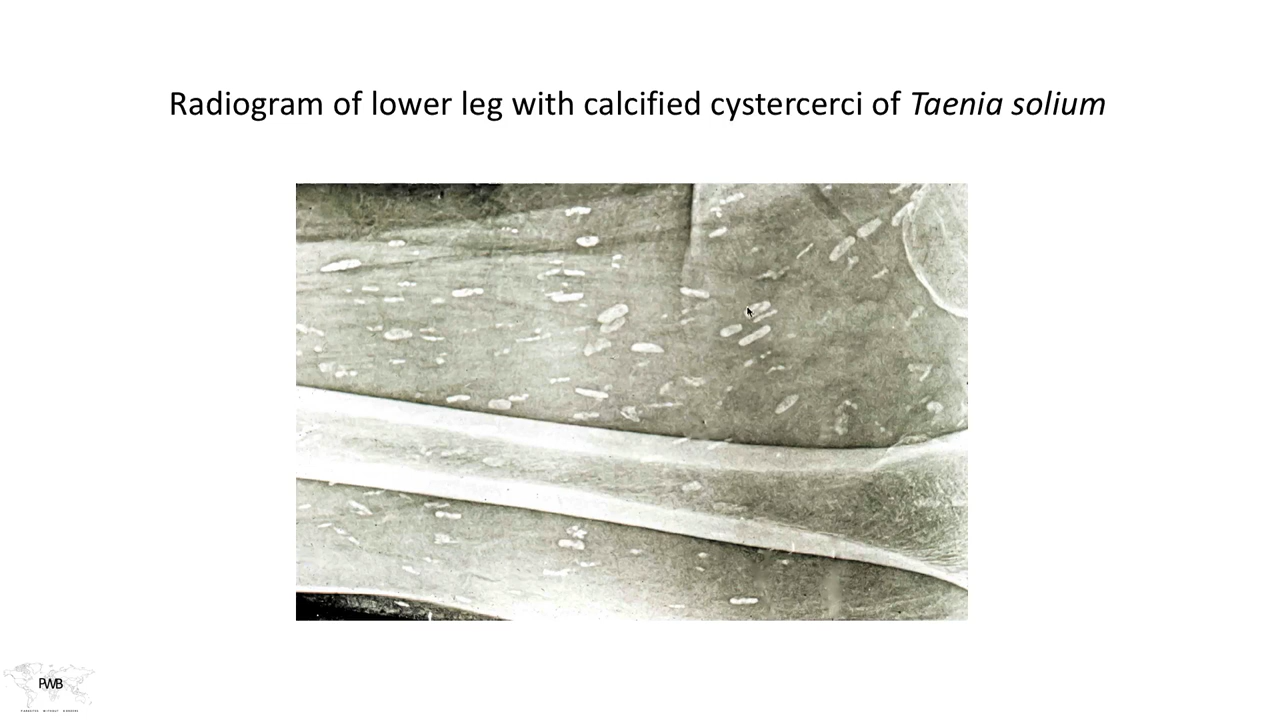 Radiogram of lower leg with calcified cystercerci of Taenia solium
PWB